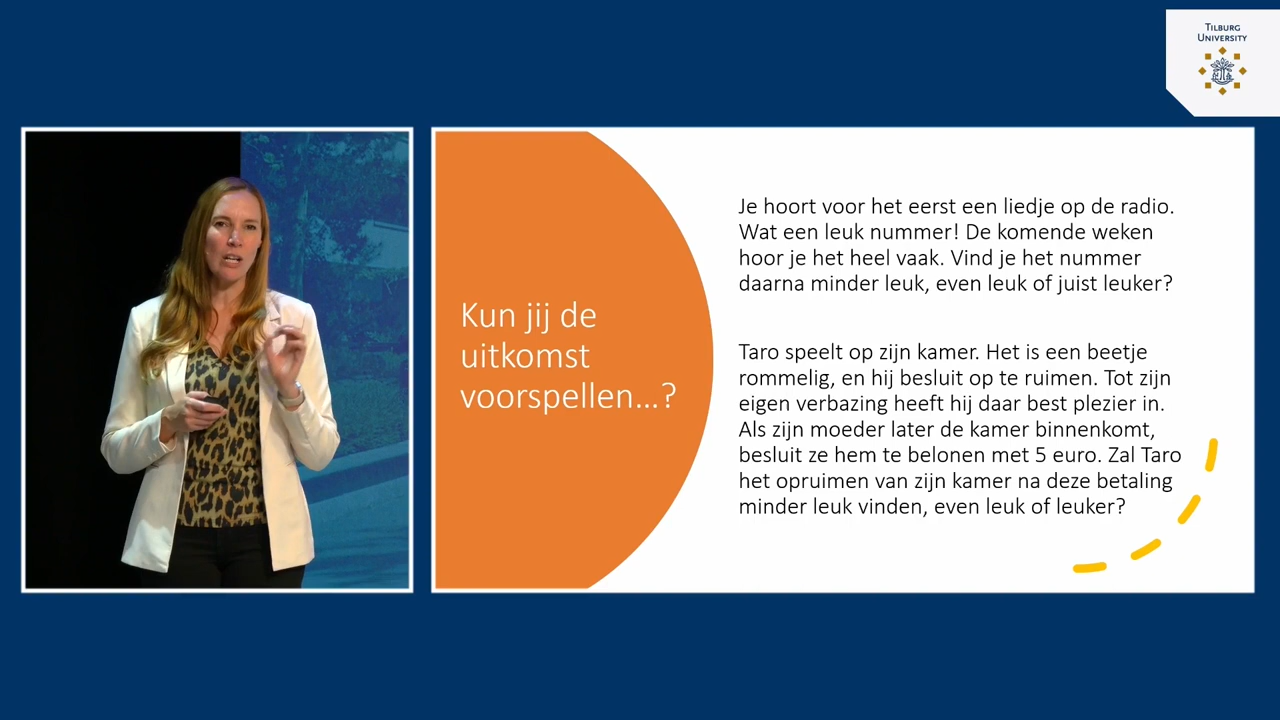 TILBURG
UNIVERSITY
Kun jij de
uitkomst
voorspellen...?
Je hoort voor het eerst een liedje op de radio.
Wat een leuk nummer! De komende weken
hoor je het heel vaak. Vind je het nummer
daarna minder leuk, even leuk of juist leuker?
Taro speelt op zijn kamer. Het is een beetje
rommelig, en hij besluit op te ruimen. Tot zijn
eigen verbazing heeft hij daar best plezier in.
Als zijn moeder later de kamer binnenkomt,
besluit ze hem te belonen met 5 euro. Zal Taro
het opruimen van zijn kamer na deze betaling
minder leuk vinden, even leuk of leuker?